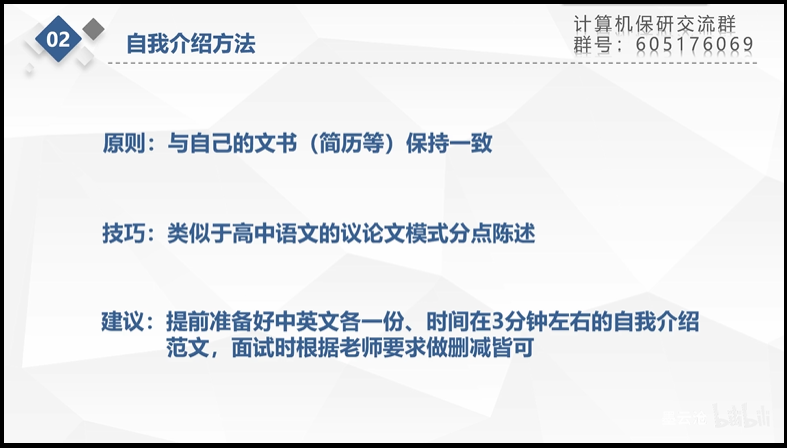 计算机保研交流群
群号：605176069
02
自我介绍方法
原则：与自己的文书（简历等）保持一致
技巧：类似于高中语文的议论文模式分点陈述
建议：提前准备好中英文各一份、时间在3分钟左右的自我介绍
范文，面试时根据老师要求做删减皆可
bilibili